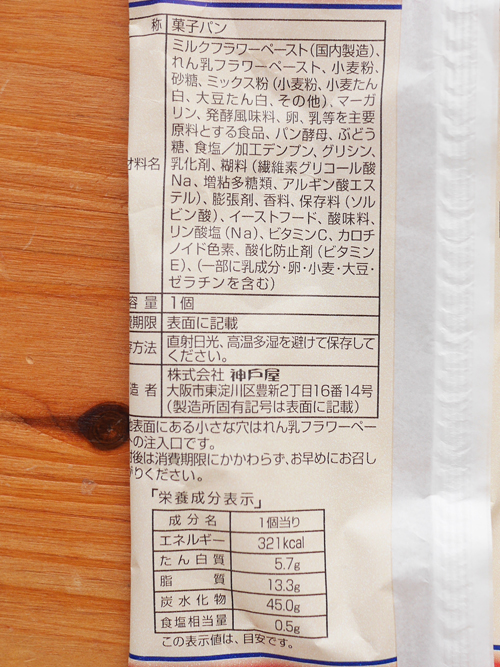 称 菓子パン
ミルクフラワーペースト(国内製造)、
れん乳フラワーペースト、小麦粉、
砂糖、ミックス粉(小麦粉、小麦たん
白、大豆たん白、その他)、マーガ
リン、発酵風味料、卵、乳等を主要
原料とする食品、パン酵母、ぶどう
糖、食塩/加工デンプン、グリシン、
材料名 乳化剤、糊料(繊維素グリコール酸
Na、増粘多糖類、アルギン酸エス
テル)、膨張剤、香料、保存料(ソル
ビン酸)、イーストフード、酸味料、
リン酸塩(Na)、ビタミンC、カロチ
ノイド色素、酸化防止剤(ビタミン
E)、(一部に乳成分・卵・小麦・大豆・
ゼラチンを含む)
容量 1個
費期限 表面に記載
存方法 直射日光、高温多湿を避けて保存して
ください。
造者 株式会社 神戸屋
大阪市東淀川区豊新2丁目16番14号
(製造所固有記号は表面に記載)
表面にある小さな穴はれん乳フラワーペー
の注入口です。
後は消費期限にかかわらず、お早めにお召し
がりください。
「栄養成分表示」
成分名 1個当り
エネルギー 321kcal
たん白質 5.7g
脂質 13.3g
炭水化物 45.0g
食塩相当量 0.5g
この表示値は、目安です。